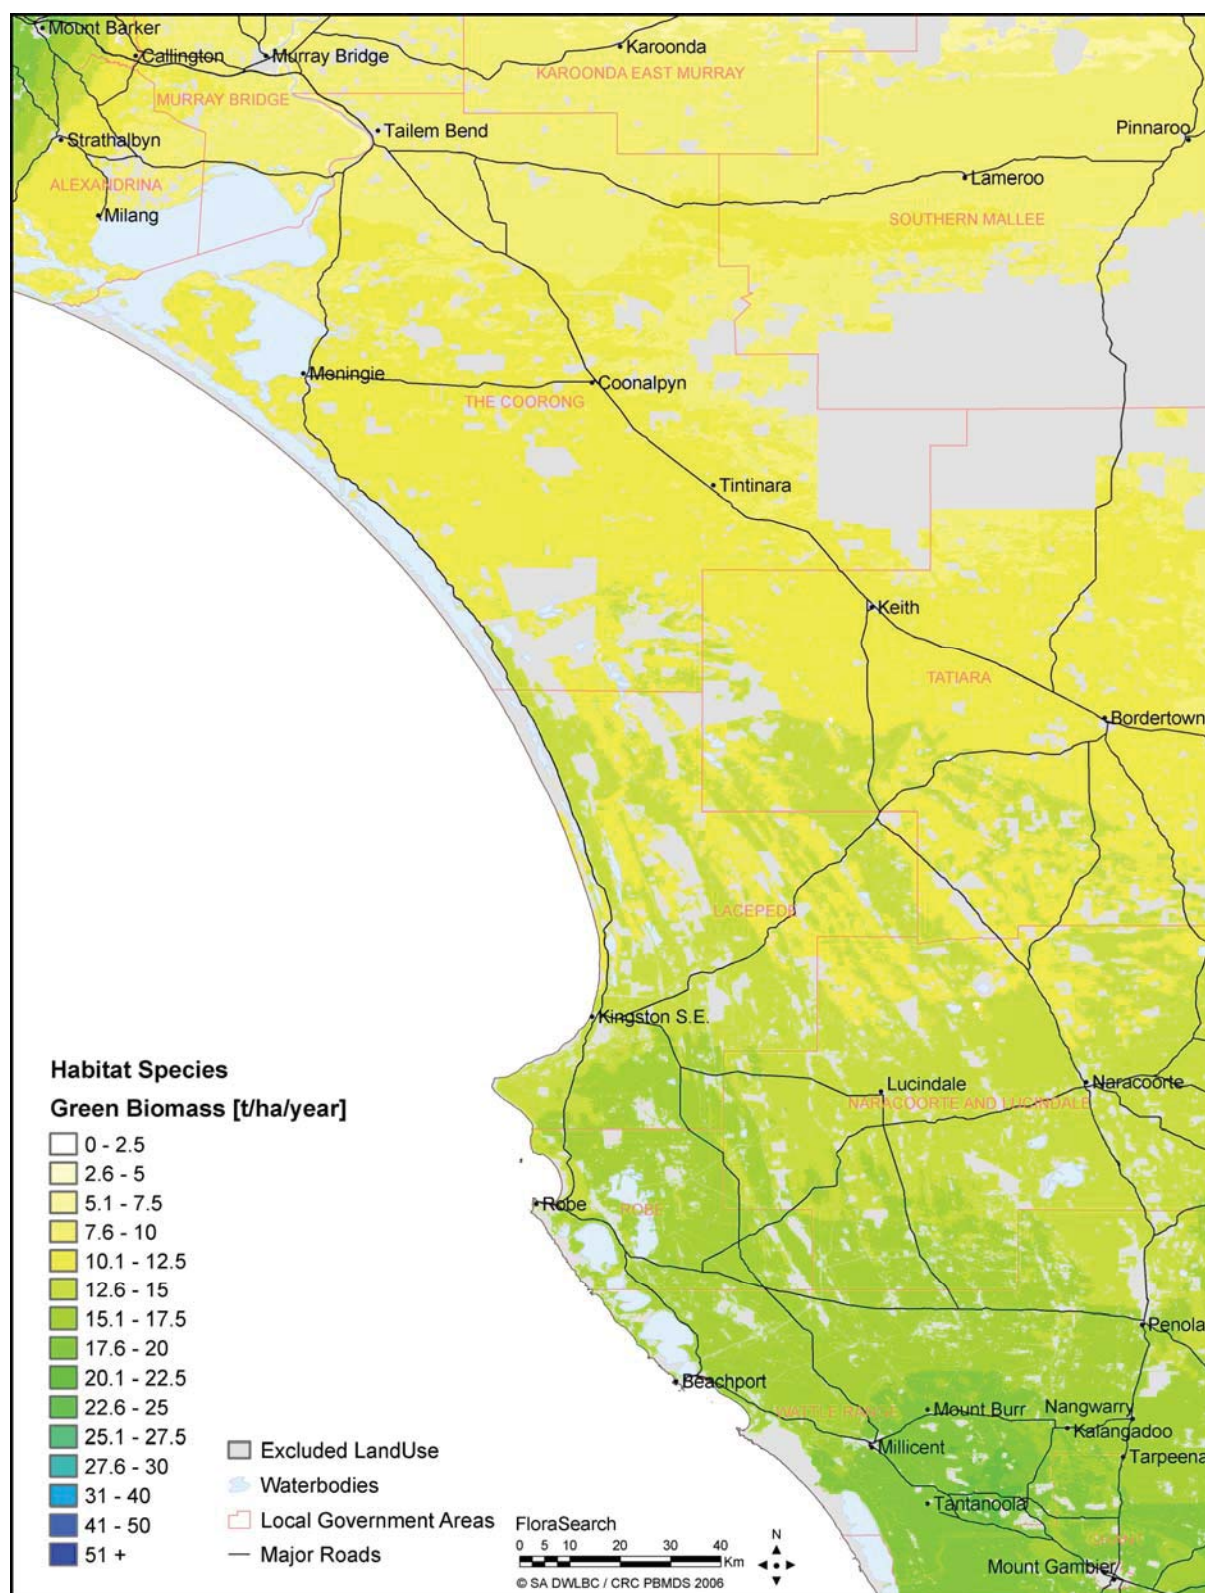 Mount Barker
Callington
Murray Bridge
Karoonda
KAROONDA EAST MURRAY
MURRAY BRIDGE
Tailem Bend
Pinnaroo
Strathalbyn
Lameroo
ALEXANDRINA
Milang
SOUTHERN MALLEE
Meningie
Coonalpyn
THE COORONG
Tintinara
Keith
TATIARA
Bordertown
LACEPEDE
Kingston S.E.
Lucindale
Naracoorte
NARACOORTE AND LUCINDALE
Robe
ROBE
Penola
Beachport
WATTLE RANGE
Mount Burr
Nangwarry
Kalangadoo
Millicent
Tarpeena
Tantanoola
Mount Gambier
Habitat Species
Green Biomass [t/ha/year]
0 - 2.5
2.6 - 5
5.1 - 7.5
7.6 - 10
10.1 - 12.5
12.6 - 15
15.1 - 17.5
17.6 - 20
20.1 - 22.5
22.6 - 25
25.1 - 27.5
27.6 - 30
31 - 40
41 - 50
51 +
Excluded LandUse
Waterbodies
Local Government Areas
Major Roads
FloraSearch
0 5 10 20 30 40
Km
© SA DWLBC / CRC PBMDS 2006
N